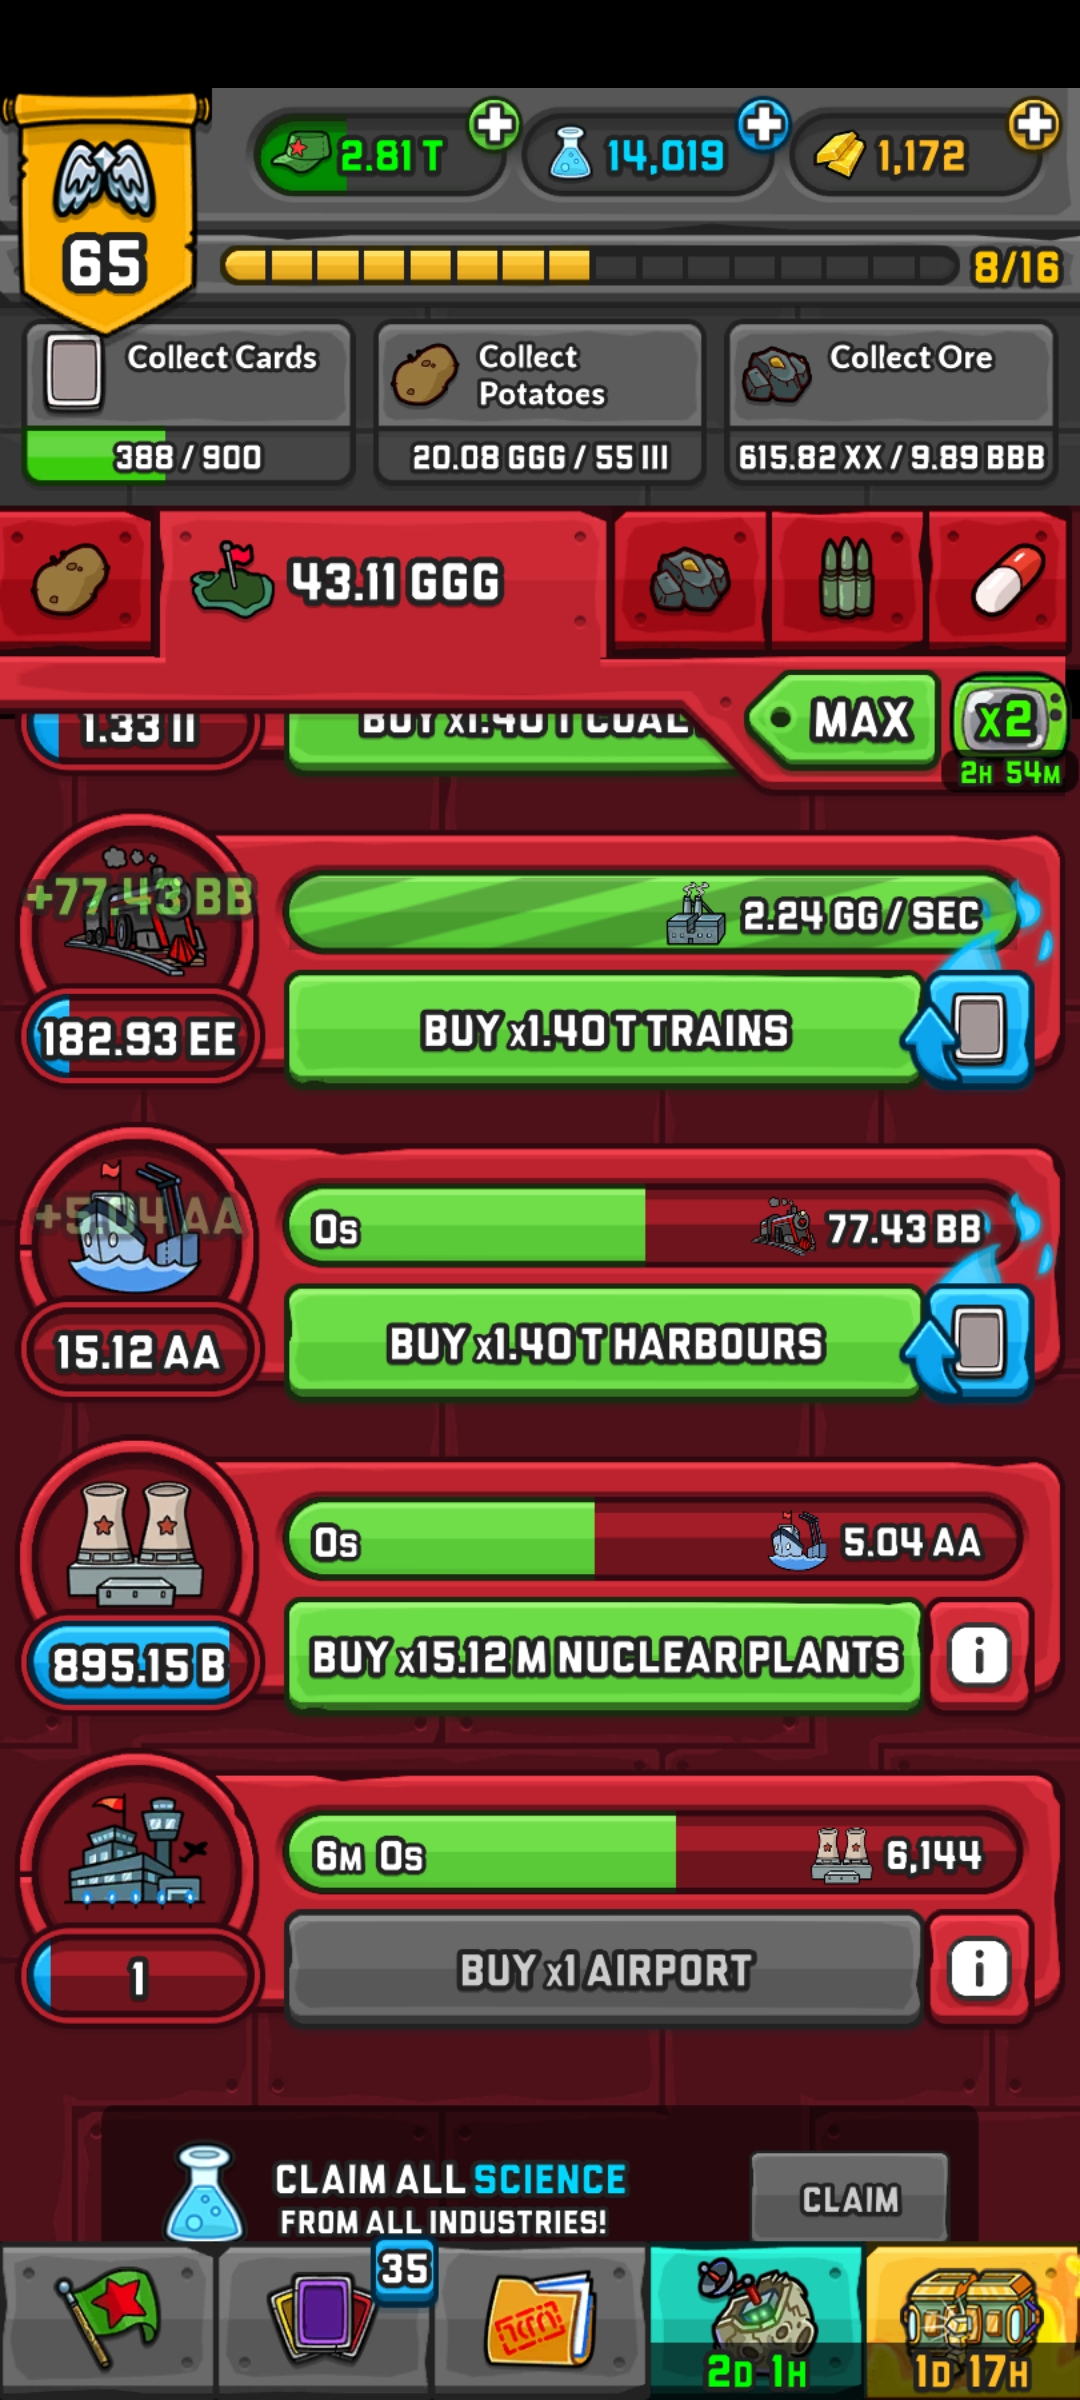 2.81 T
14,019
1,172
65
8/16
Collect Cards
388 / 900
Collect
Potatoes
20.08 GGG / 55 III
Collect Ore
615.82 XX / 9.89 BBB
43.11 GGG
MAX
x2
2H 54M
1.33 II
BUY x1.40 T COAL
+77.43 BB
2.24 GG / SEC
182.93 EE
BUY x1.40 T TRAINS
+5.04 AA
0s
77.43 BB
15.12 AA
BUY x1.40 T HARBOURS
0s
5.04 AA
895.15 B
BUY x15.12 M NUCLEAR PLANTS
i
6M 0s
6,144
1
BUY x1 AIRPORT
i
CLAIM ALL SCIENCE
FROM ALL INDUSTRIES!
CLAIM
35
2D 1H
1D 17H